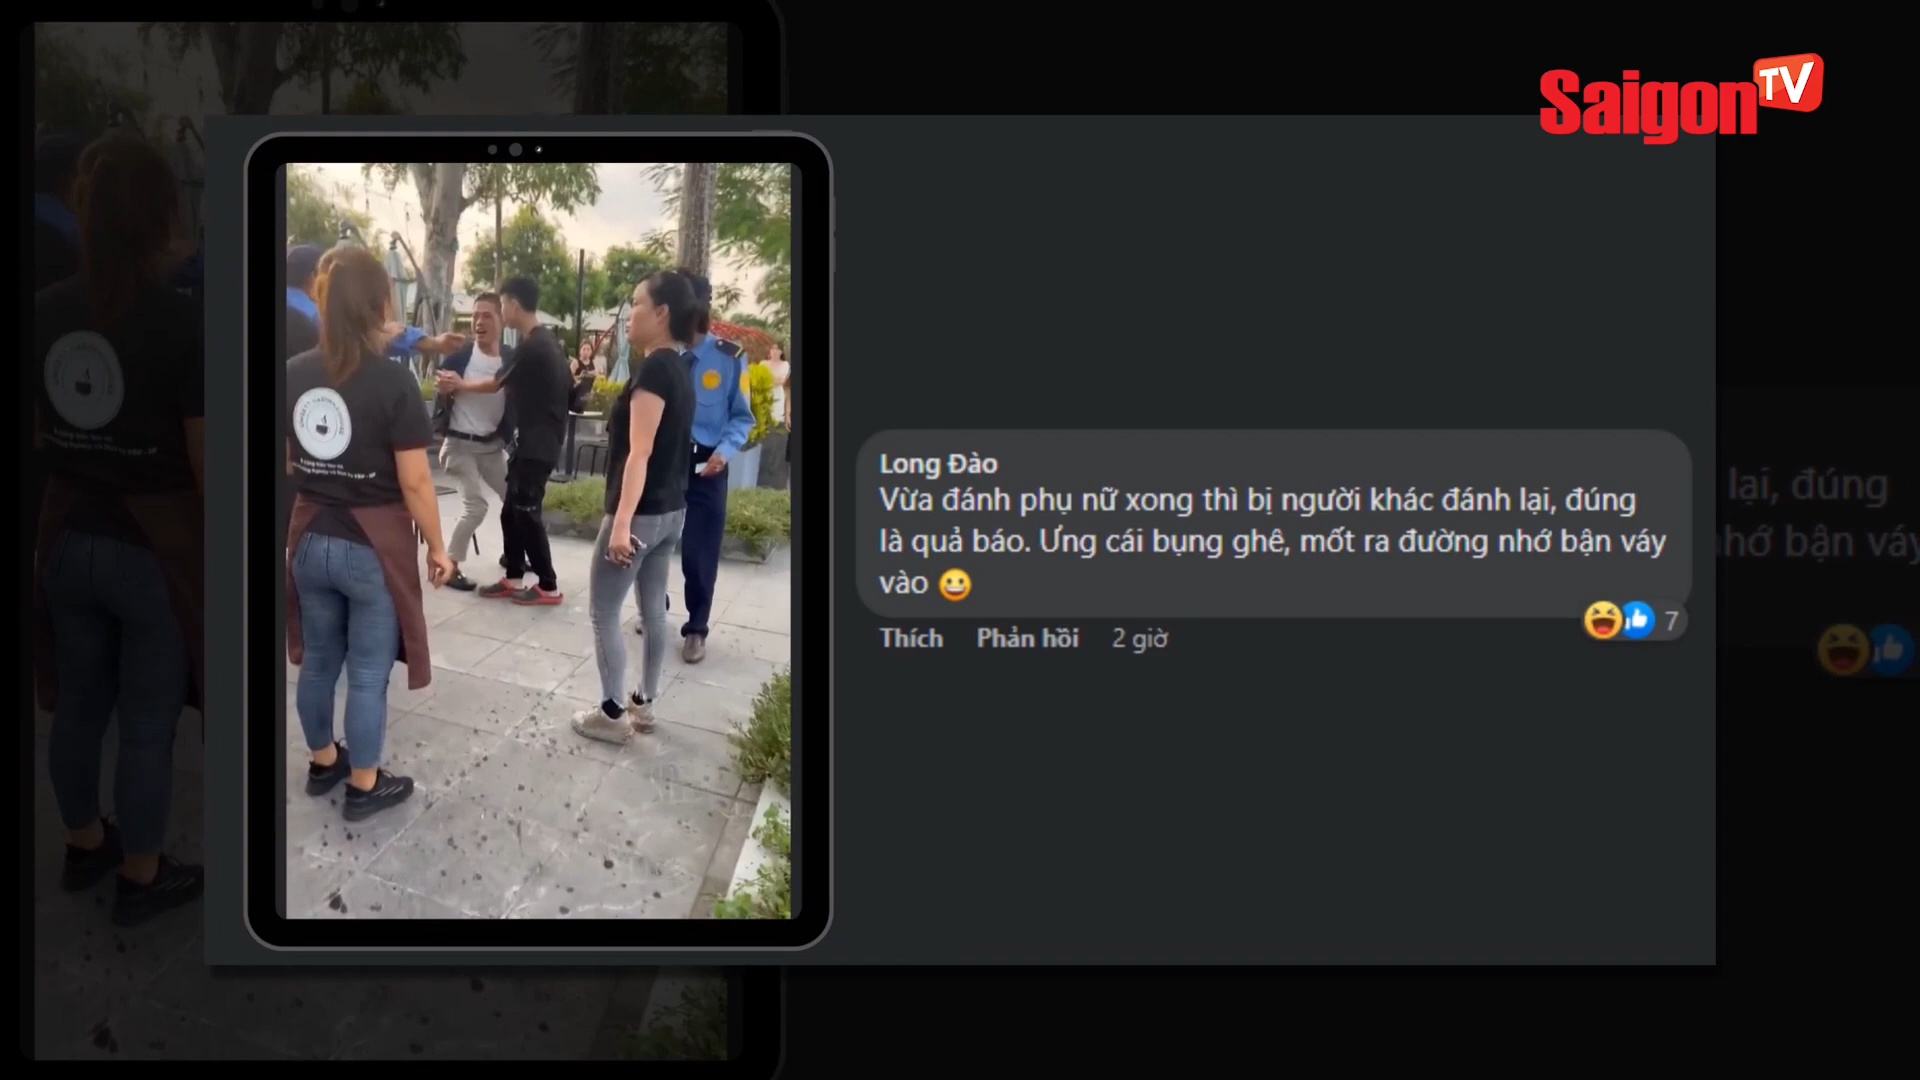 Saigon TV
Long Đào
Vừa đánh phụ nữ xong thì bị người khác đánh lại, đúng
là quả báo. Ưng cái bụng ghê, mốt ra đường nhớ bận váy
vào 😀
7
Thích Phản hồi 2 giờ
lại, đúng
nhớ bận váy